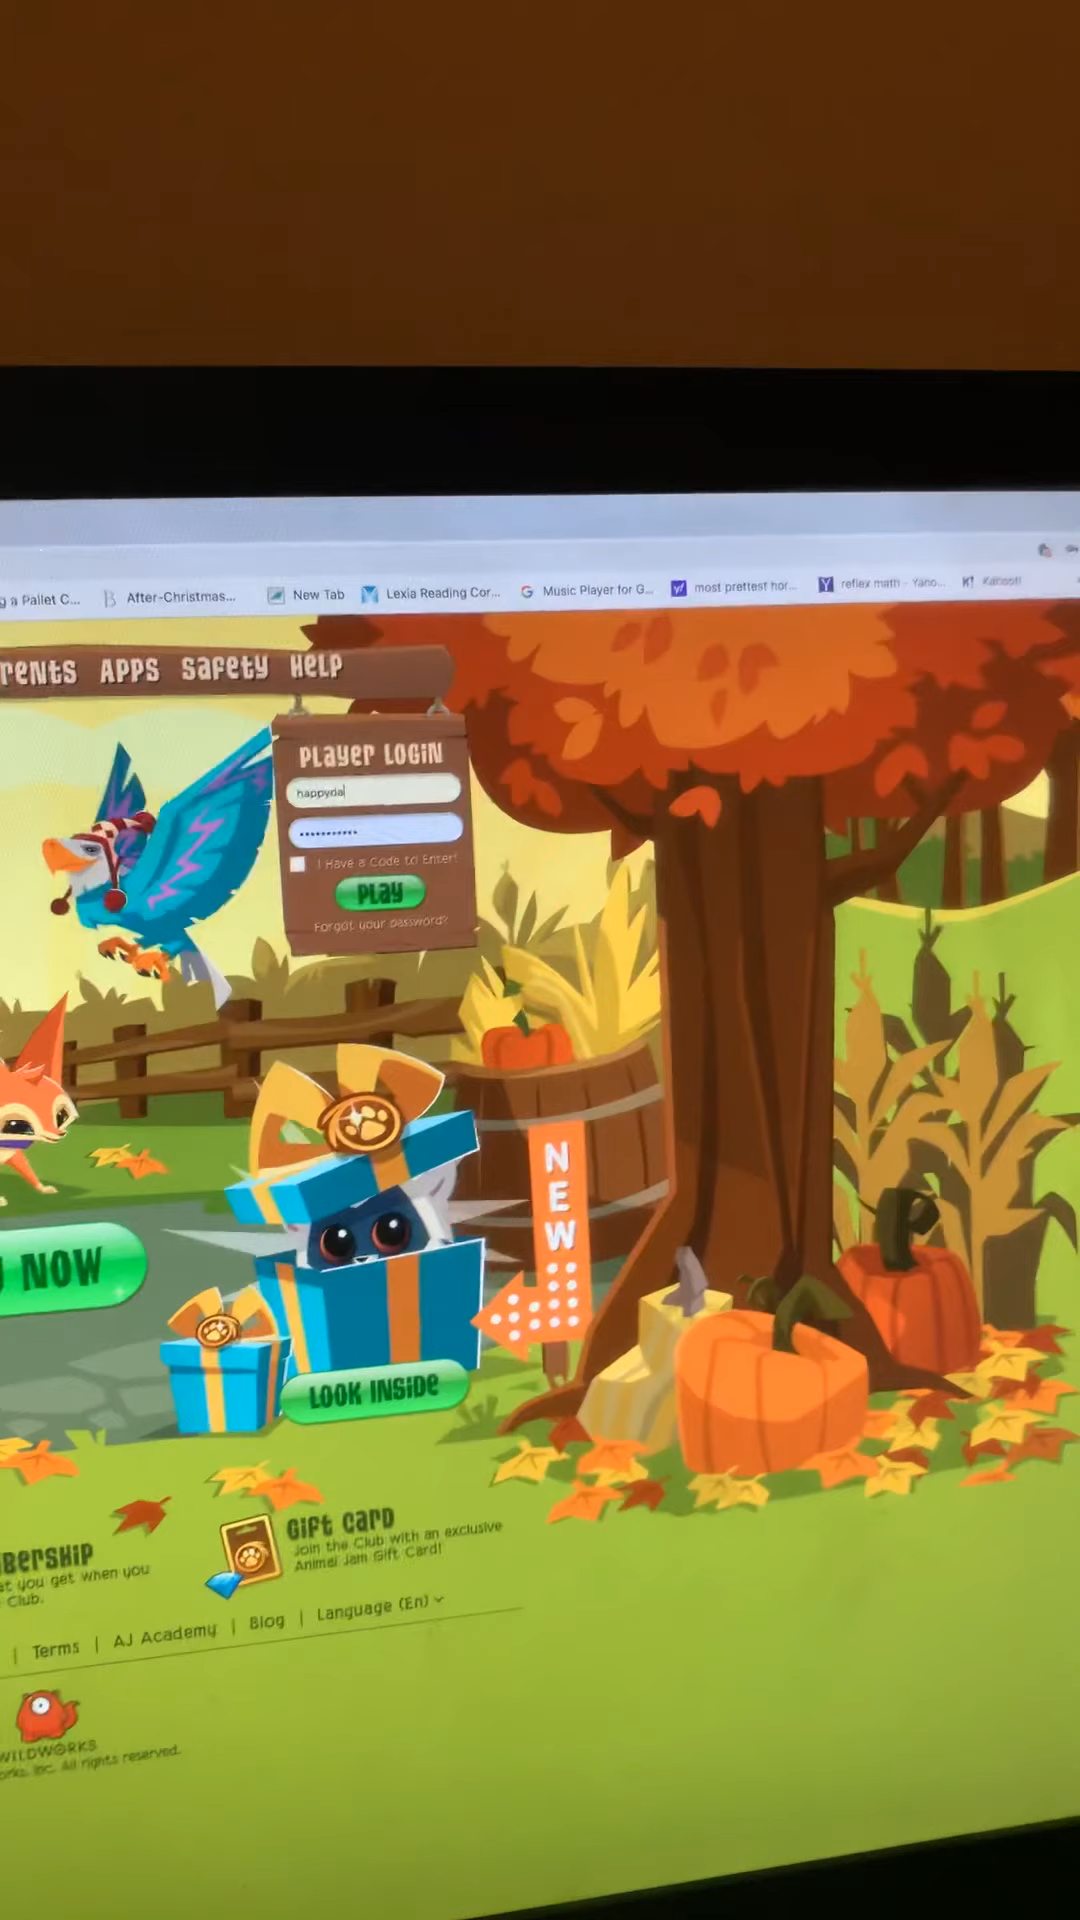 g a Pallet C... After-Christmas... New Tab Lexia Reading Cor... Music Player for G... most prettest hor... reflex math - Yaho... K! Kahoot!
rents APPS Safety HELP
PLAYER LOGIN
happyda
I Have a Code to Enter!
PLAY
Forgot your password?
NEW
NOW
LOOK INSIDE
bership
at you get when you
Club.
Gift Card
Join the Club with an exclusive
Animal Jam Gift Card!
| Terms | AJ Academy | Blog | Language (En)
WILDWORKS
orks, Inc. All rights reserved.